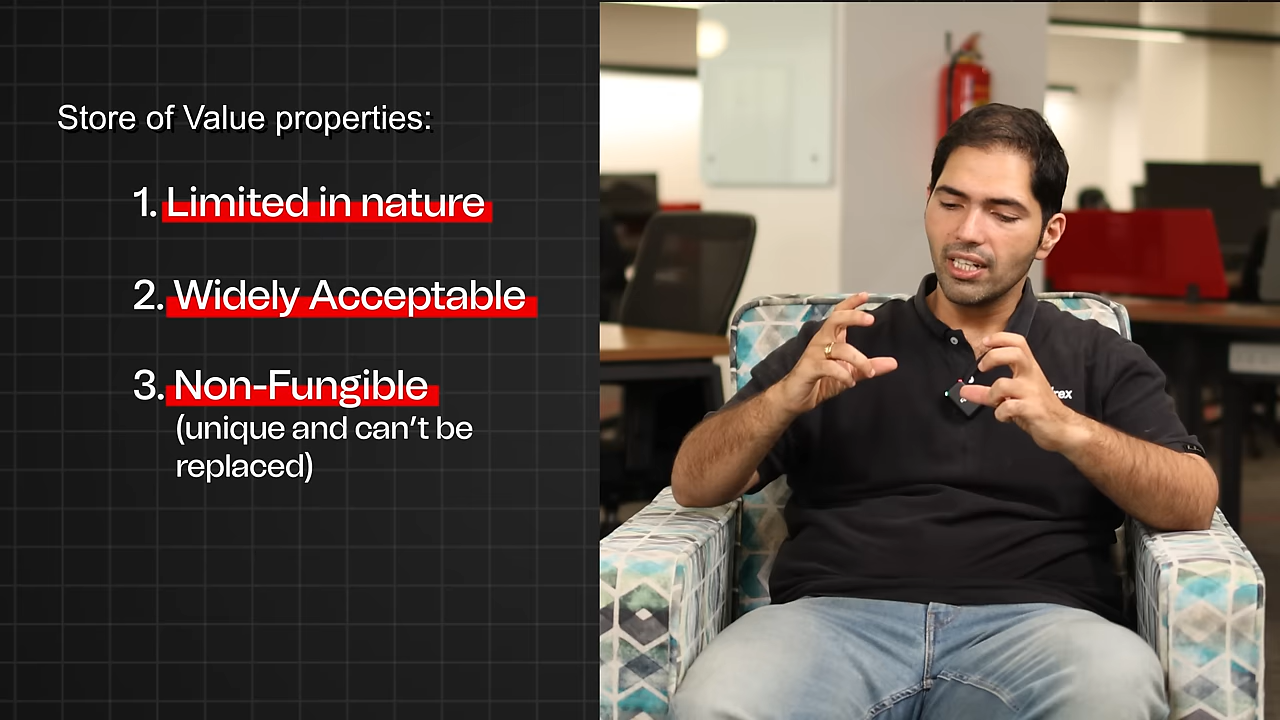 Store of Value properties:
1. Limited in nature
2. Widely Acceptable
3. Non-Fungible
(unique and can't be
replaced)